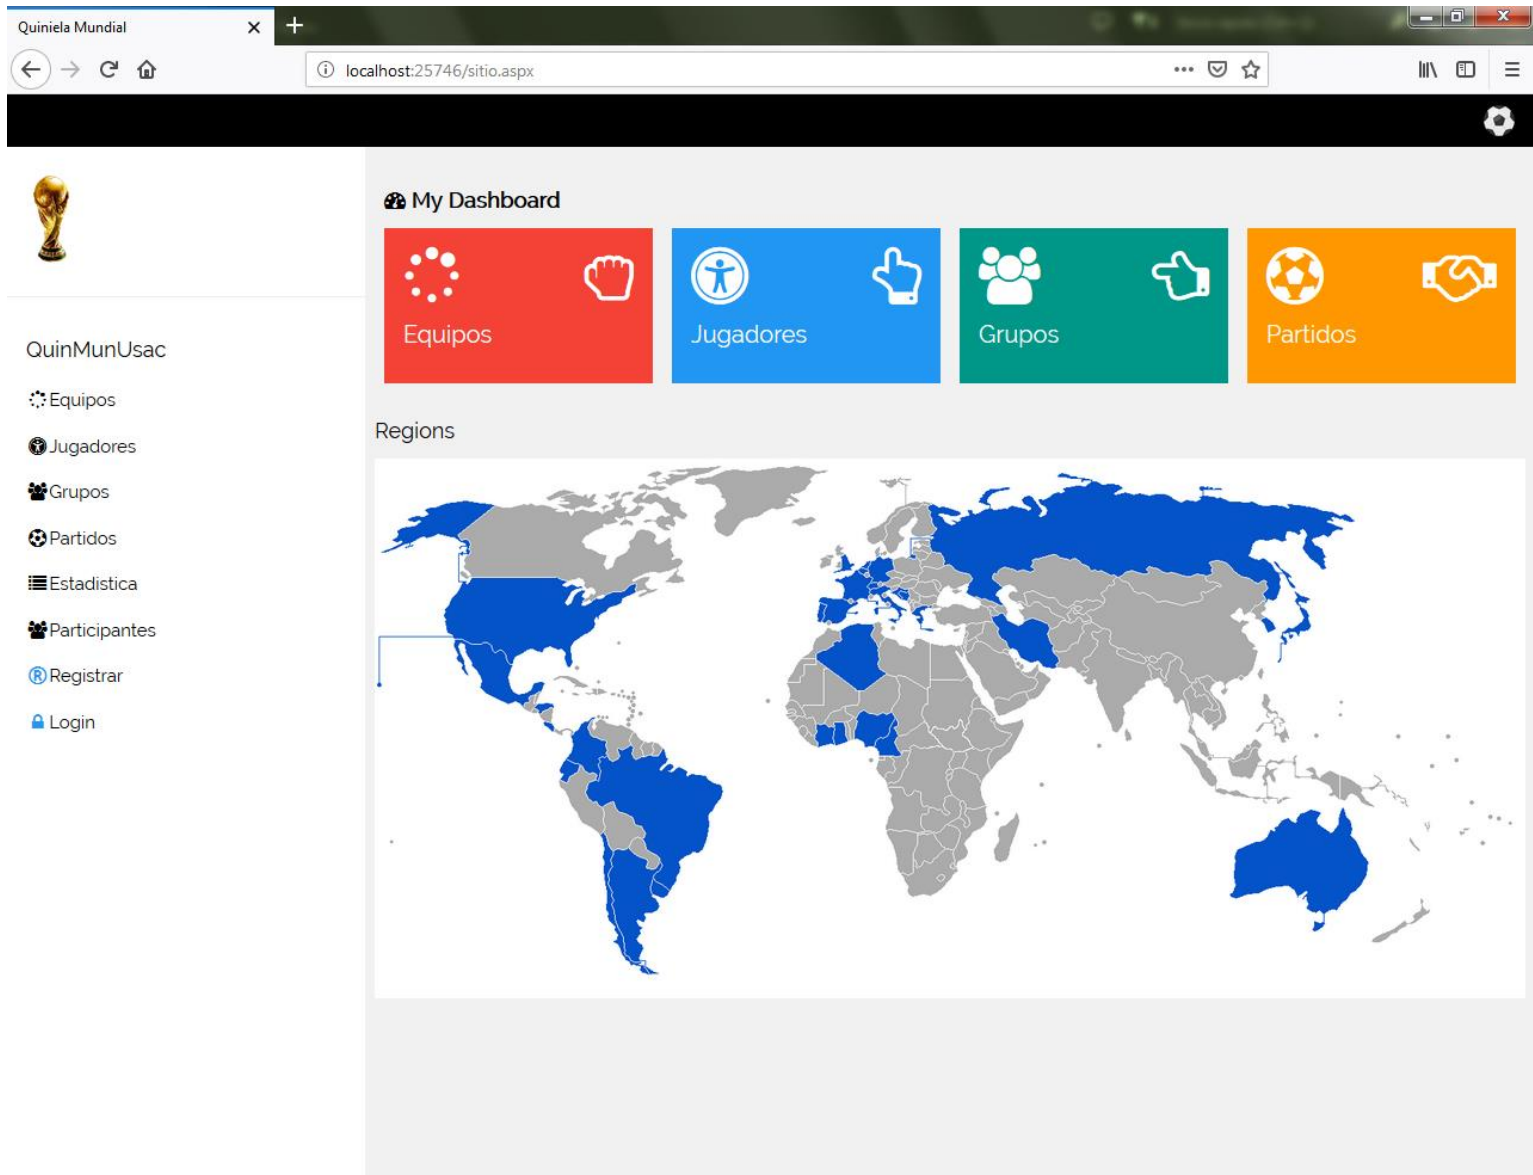 Quiniela Mundial
localhost:25746/sitio.aspx
My Dashboard
Equipos
Jugadores
Grupos
Partidos
QuinMunUsac
Equipos
Jugadores
Grupos
Partidos
Estadistica
Participantes
® Registrar
Login
Regions